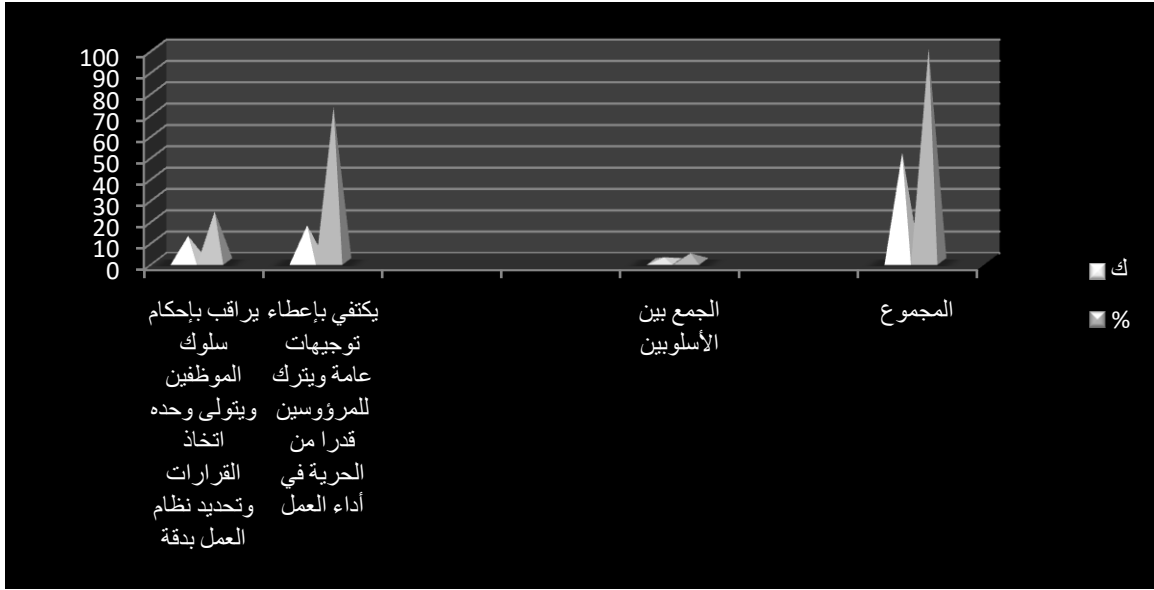 100
90
80
70
60
50
40
30
20
10
0
يراقب بإحكام
سلوك
الموظفين
ويتولى وحده
اتخاذ
القرارات
وتحديد نظام
العمل بدقة
يكتفي بإعطاء
توجيهات
عامة ويترك
للمرؤوسين
قدرا من
الحرية في
أداء العمل
الجمع بين
الأسلوبين
المجموع
ك
%